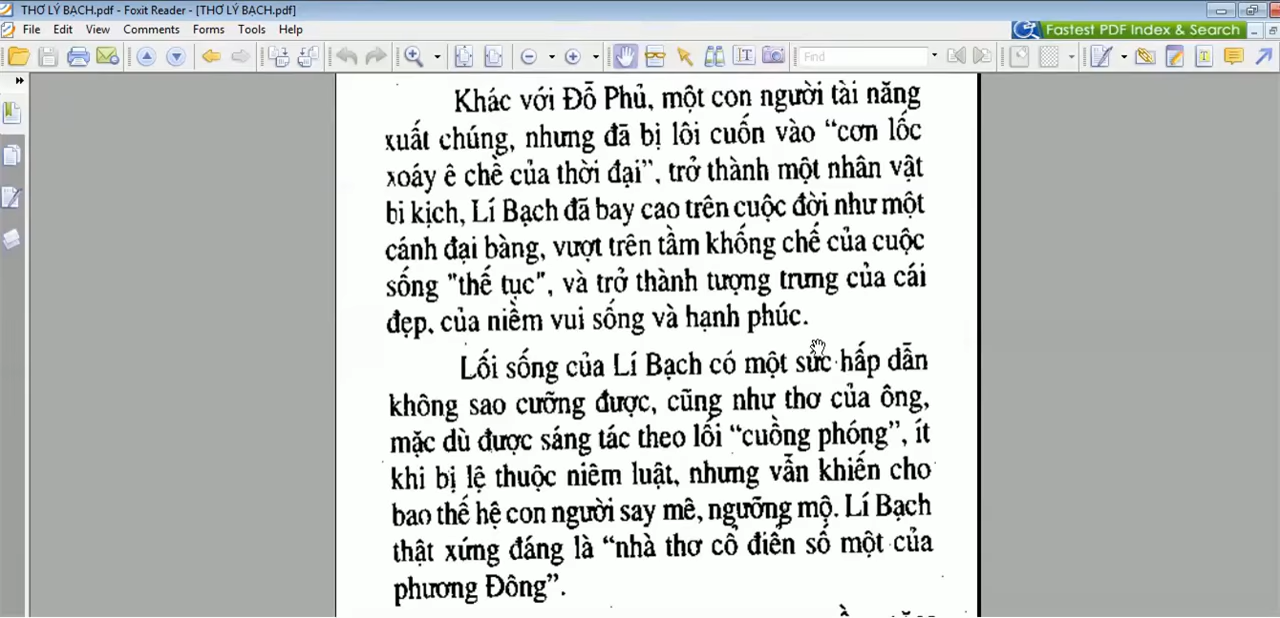 THƠ LÝ BẠCH.pdf - Foxit Reader - [THƠ LÝ BẠCH.pdf]
File Edit View Comments Forms Tools Help
Fastest PDF Index & Search
Find
Khác với Đỗ Phủ, một con người tài năng
xuất chúng, nhưng đã bị lôi cuốn vào “cơn lốc
xoáy ê chề của thời đại”, trở thành một nhân vật
bi kịch, Lí Bạch đã bay cao trên cuộc đời như một
cánh đại bàng, vượt trên tầm khống chế của cuộc
sống "thế tục", và trở thành tượng trưng của cái
đẹp, của niềm vui sống và hạnh phúc.
Lối sống của Lí Bạch có một sức hấp dẫn
không sao cưỡng được, cũng như thơ của ông,
mặc dù được sáng tác theo lối “cuồng phóng”, ít
khi bị lệ thuộc niêm luật, nhưng vẫn khiến cho
bao thế hệ con người say mê, ngưỡng mộ. Lí Bạch
thật xứng đáng là “nhà thơ cổ điển số một của
phương Đông”.